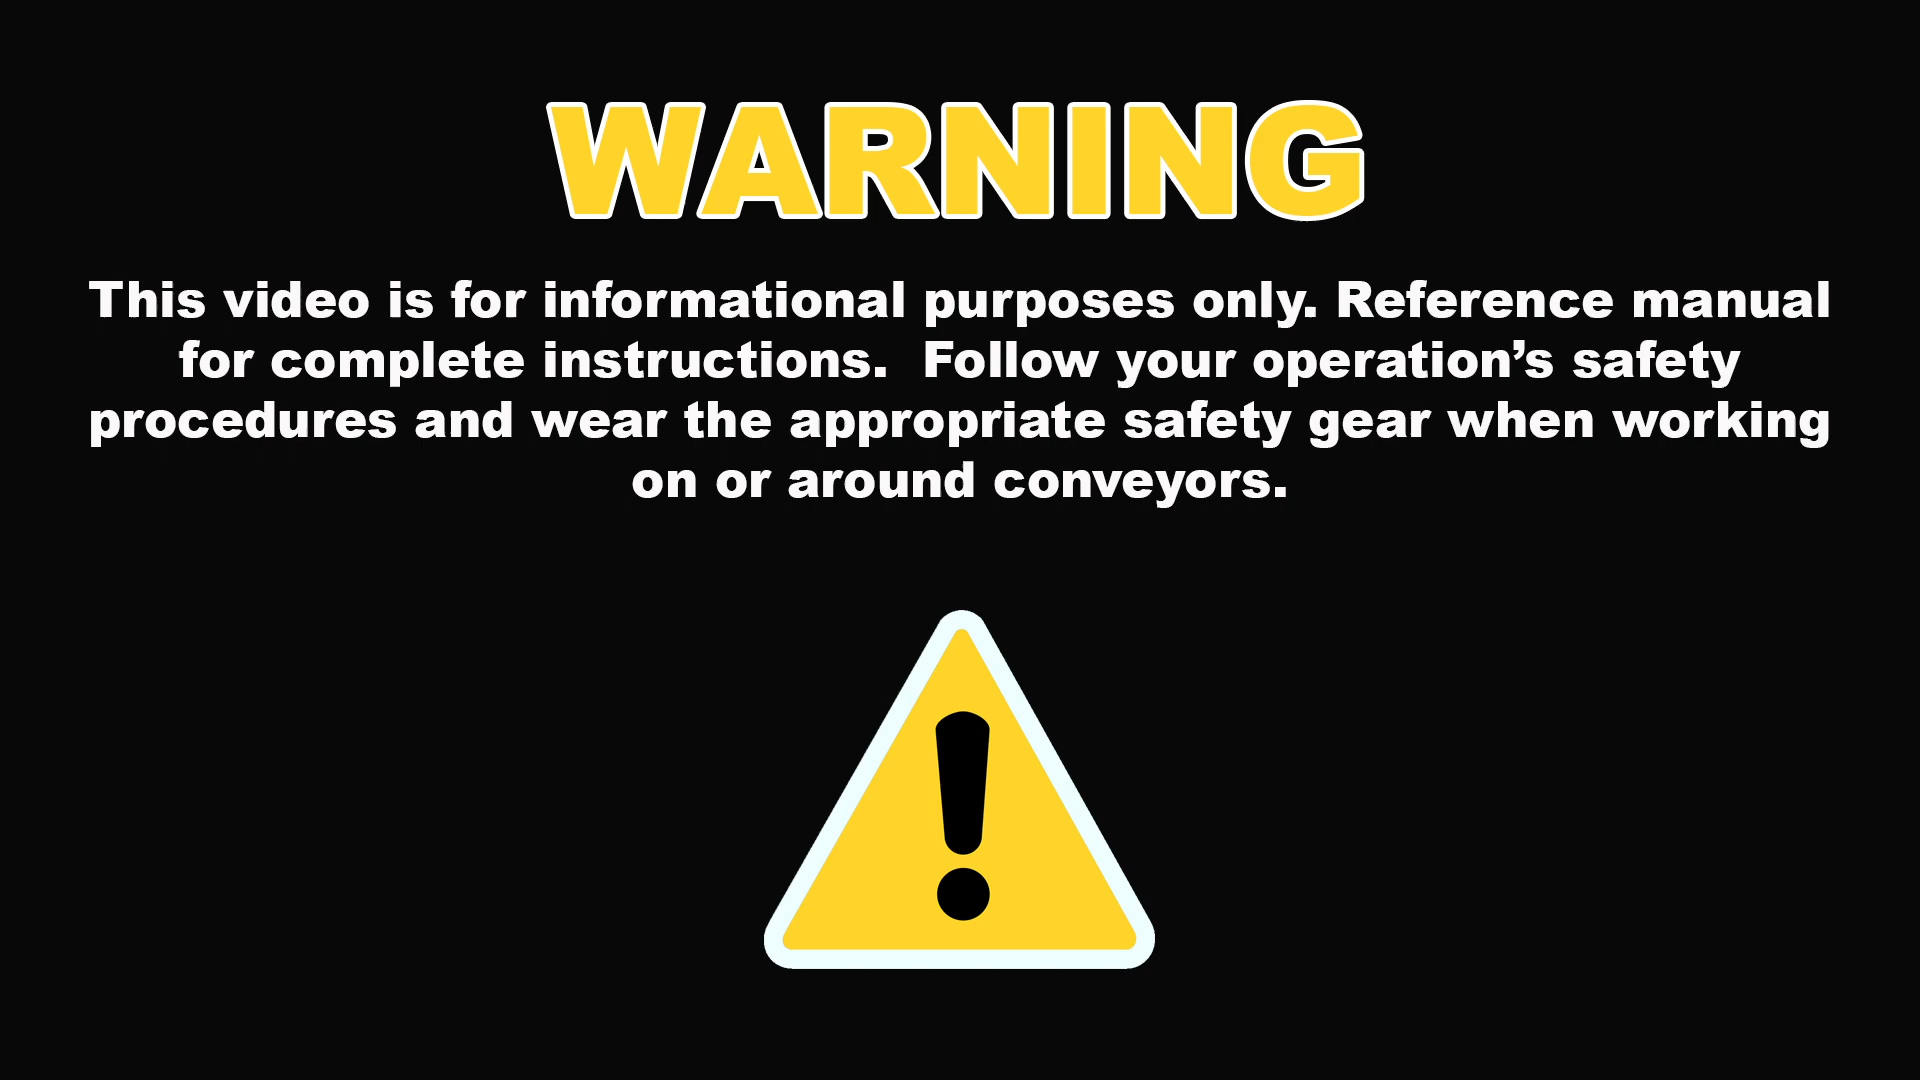 WARNING
This video is for informational purposes only. Reference manual
for complete instructions.  Follow your operation’s safety
procedures and wear the appropriate safety gear when working
on or around conveyors.
!